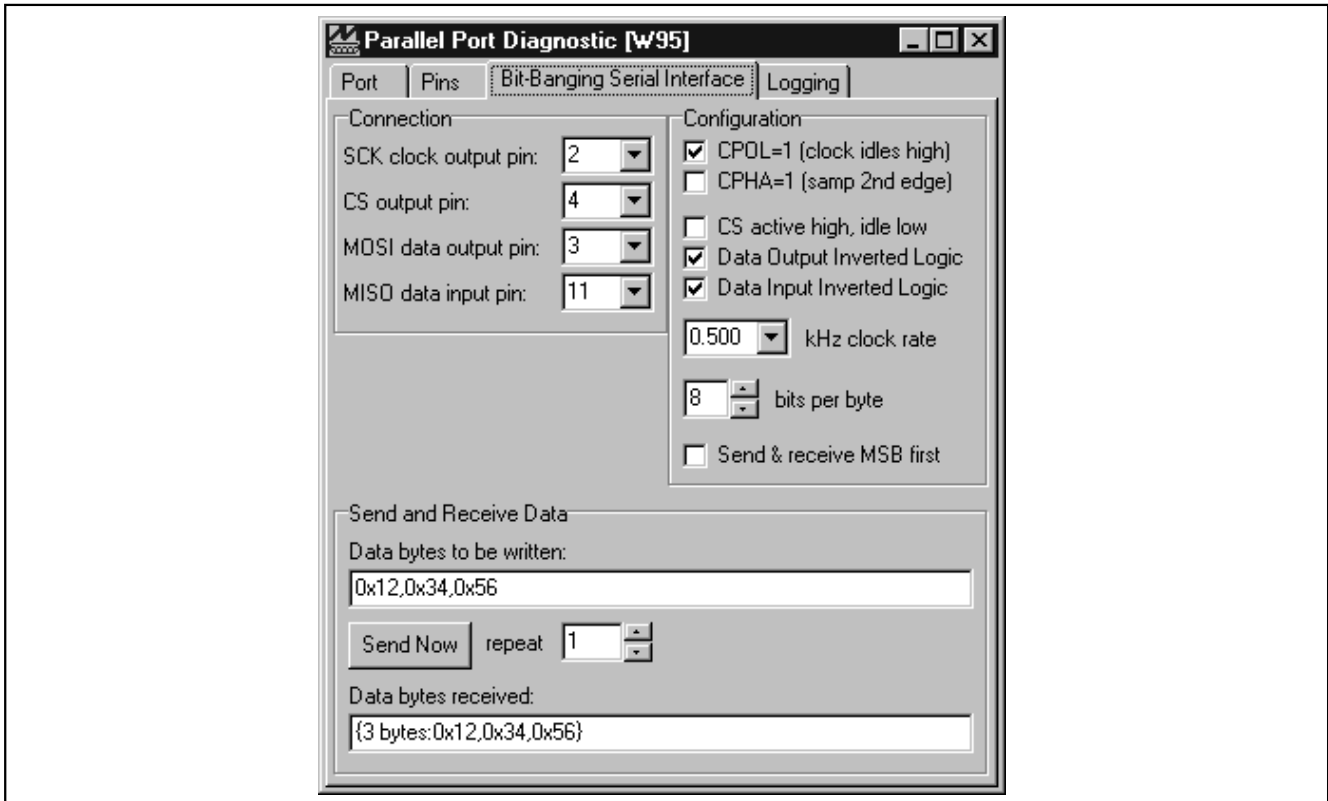 Parallel Port Diagnostic [W95]
Port Pins Bit-Banging Serial Interface Logging
Connection
SCK clock output pin: 2
CS output pin: 4
MOSI data output pin: 3
MISO data input pin: 11
Configuration
CPOL=1 (clock idles high)
CPHA=1 (samp 2nd edge)
CS active high, idle low
Data Output Inverted Logic
Data Input Inverted Logic
0.500 kHz clock rate
8 bits per byte
Send & receive MSB first
Send and Receive Data
Data bytes to be written:
0x12,0x34,0x56
Send Now repeat 1
Data bytes received:
{3 bytes:0x12,0x34,0x56}